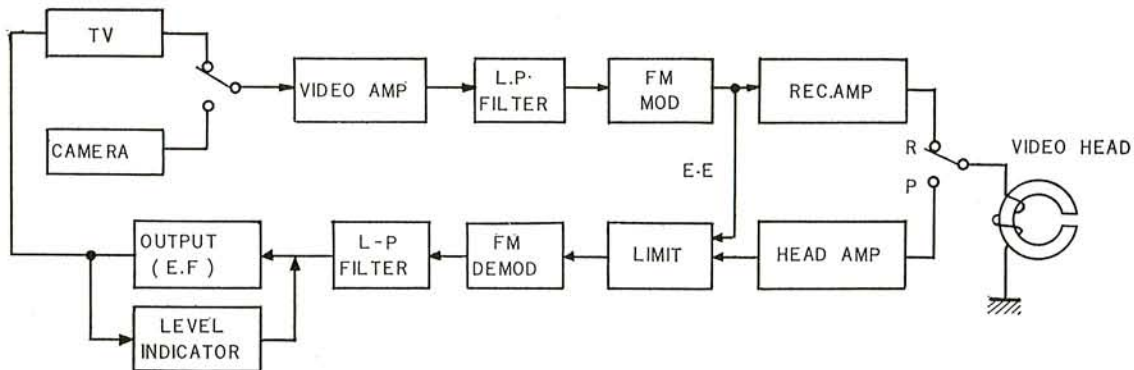 TV
CAMERA
VIDEO AMP
L.P.
FILTER
FM
MOD
REC.AMP
R
P
VIDEO HEAD
E.E
OUTPUT
(E.F)
L-P
FILTER
FM
DEMOD
LIMIT
HEAD AMP
LEVEL
INDICATOR